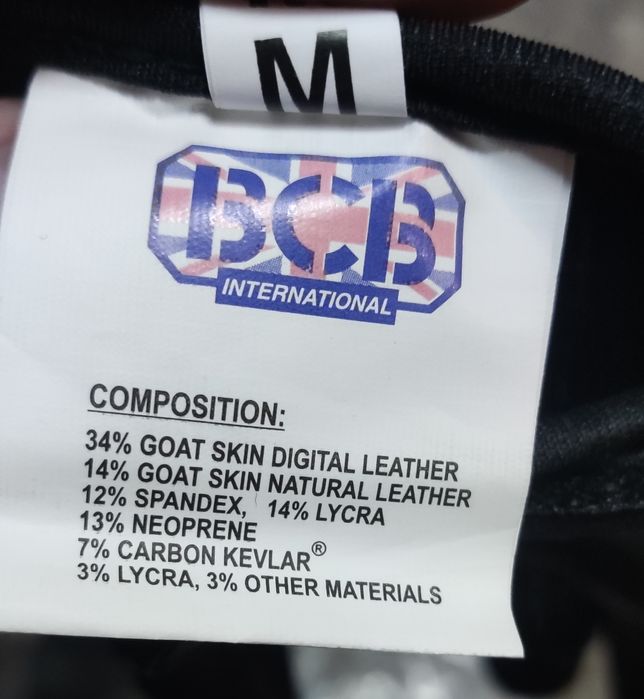 M
BCB
INTERNATIONAL
COMPOSITION:
34% GOAT SKIN DIGITAL LEATHER
14% GOAT SKIN NATURAL LEATHER
12% SPANDEX, 14% LYCRA
13% NEOPRENE
7% CARBON KEVLAR®
3% LYCRA, 3% OTHER MATERIALS